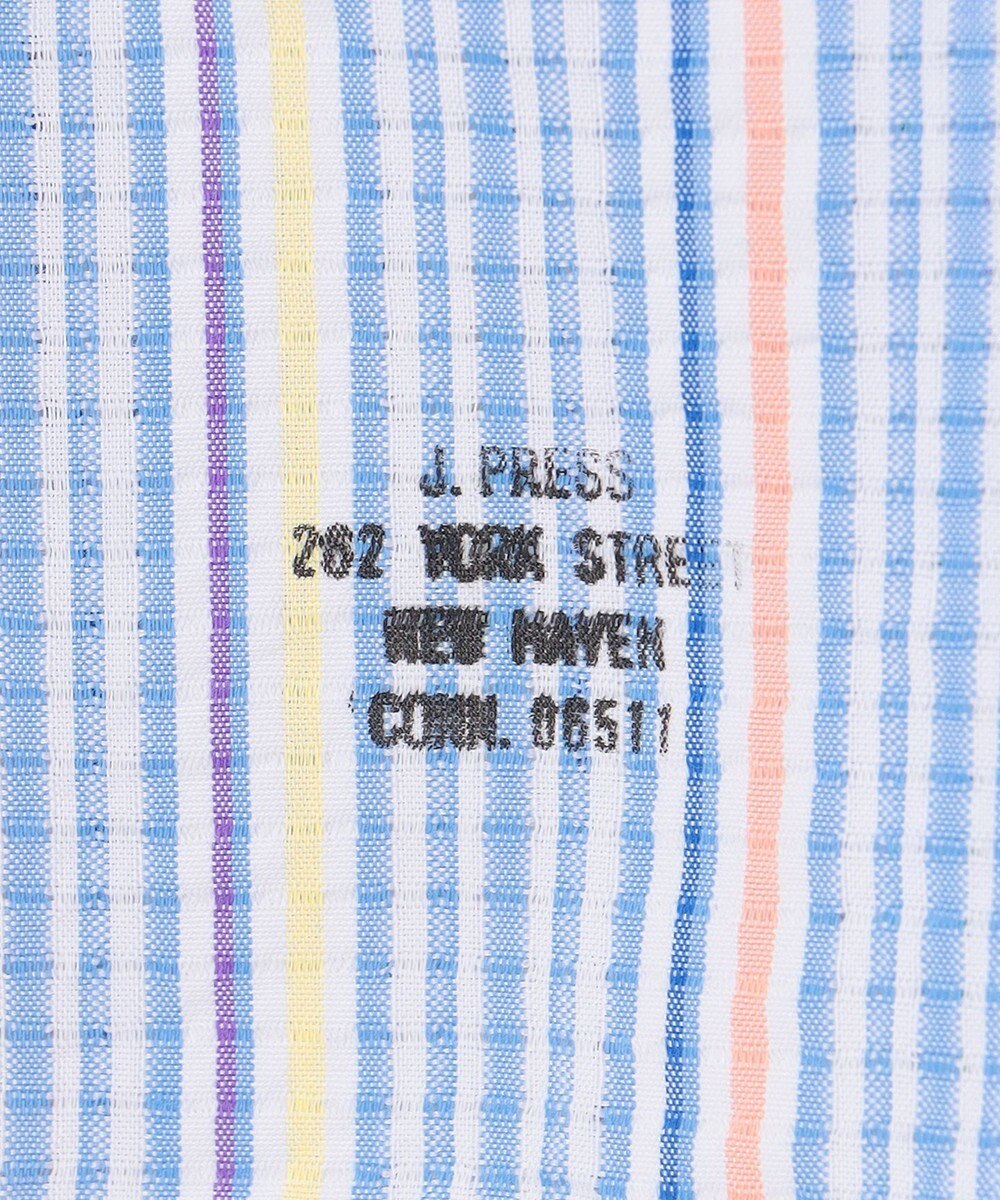 J. PRESS
262 YORK STREET
NEW HAVEN
CONN. 06511